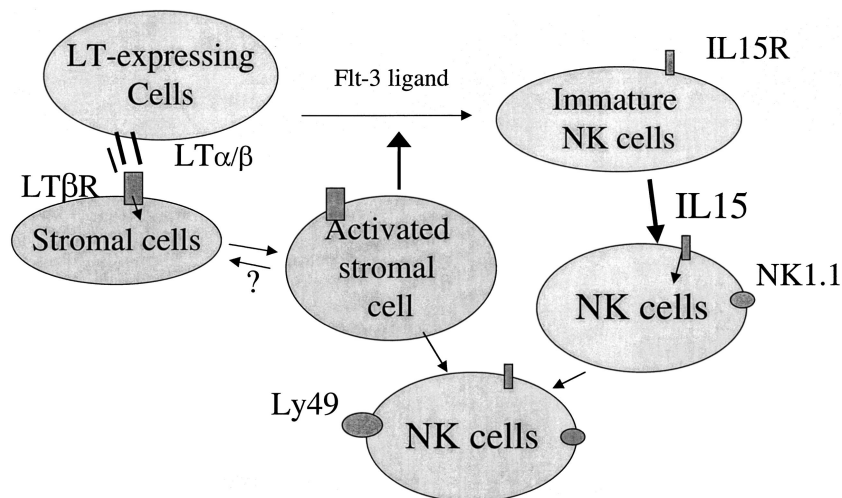 LT-expressing
Cells
Flt-3 ligand
IL15R
Immature
NK cells
LTα/β
LTβR
Stromal cells
?
Activated
stromal
cell
IL15
NK cells
NK1.1
Ly49
NK cells